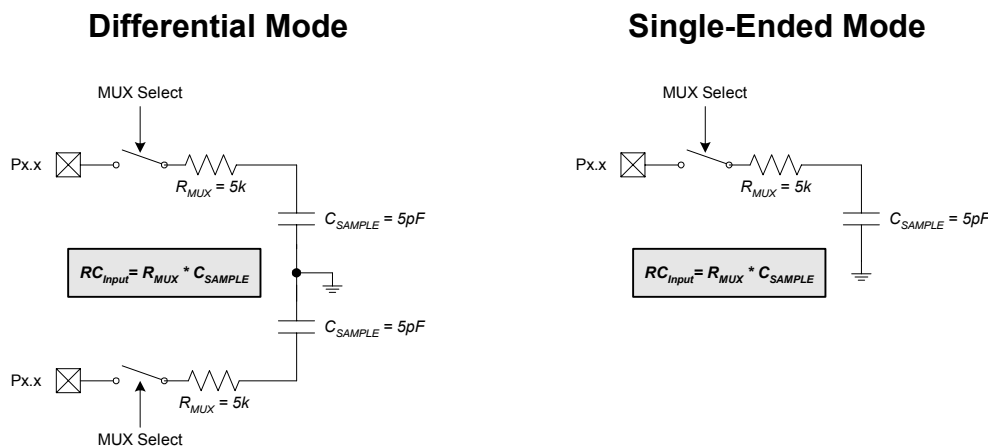 Differential Mode
MUX Select
Px.x
R_MUX = 5k
C_SAMPLE = 5pF
RC_Input= R_MUX * C_SAMPLE
C_SAMPLE = 5pF
Px.x
R_MUX = 5k
MUX Select
Single-Ended Mode
MUX Select
Px.x
R_MUX = 5k
C_SAMPLE = 5pF
RC_Input= R_MUX * C_SAMPLE